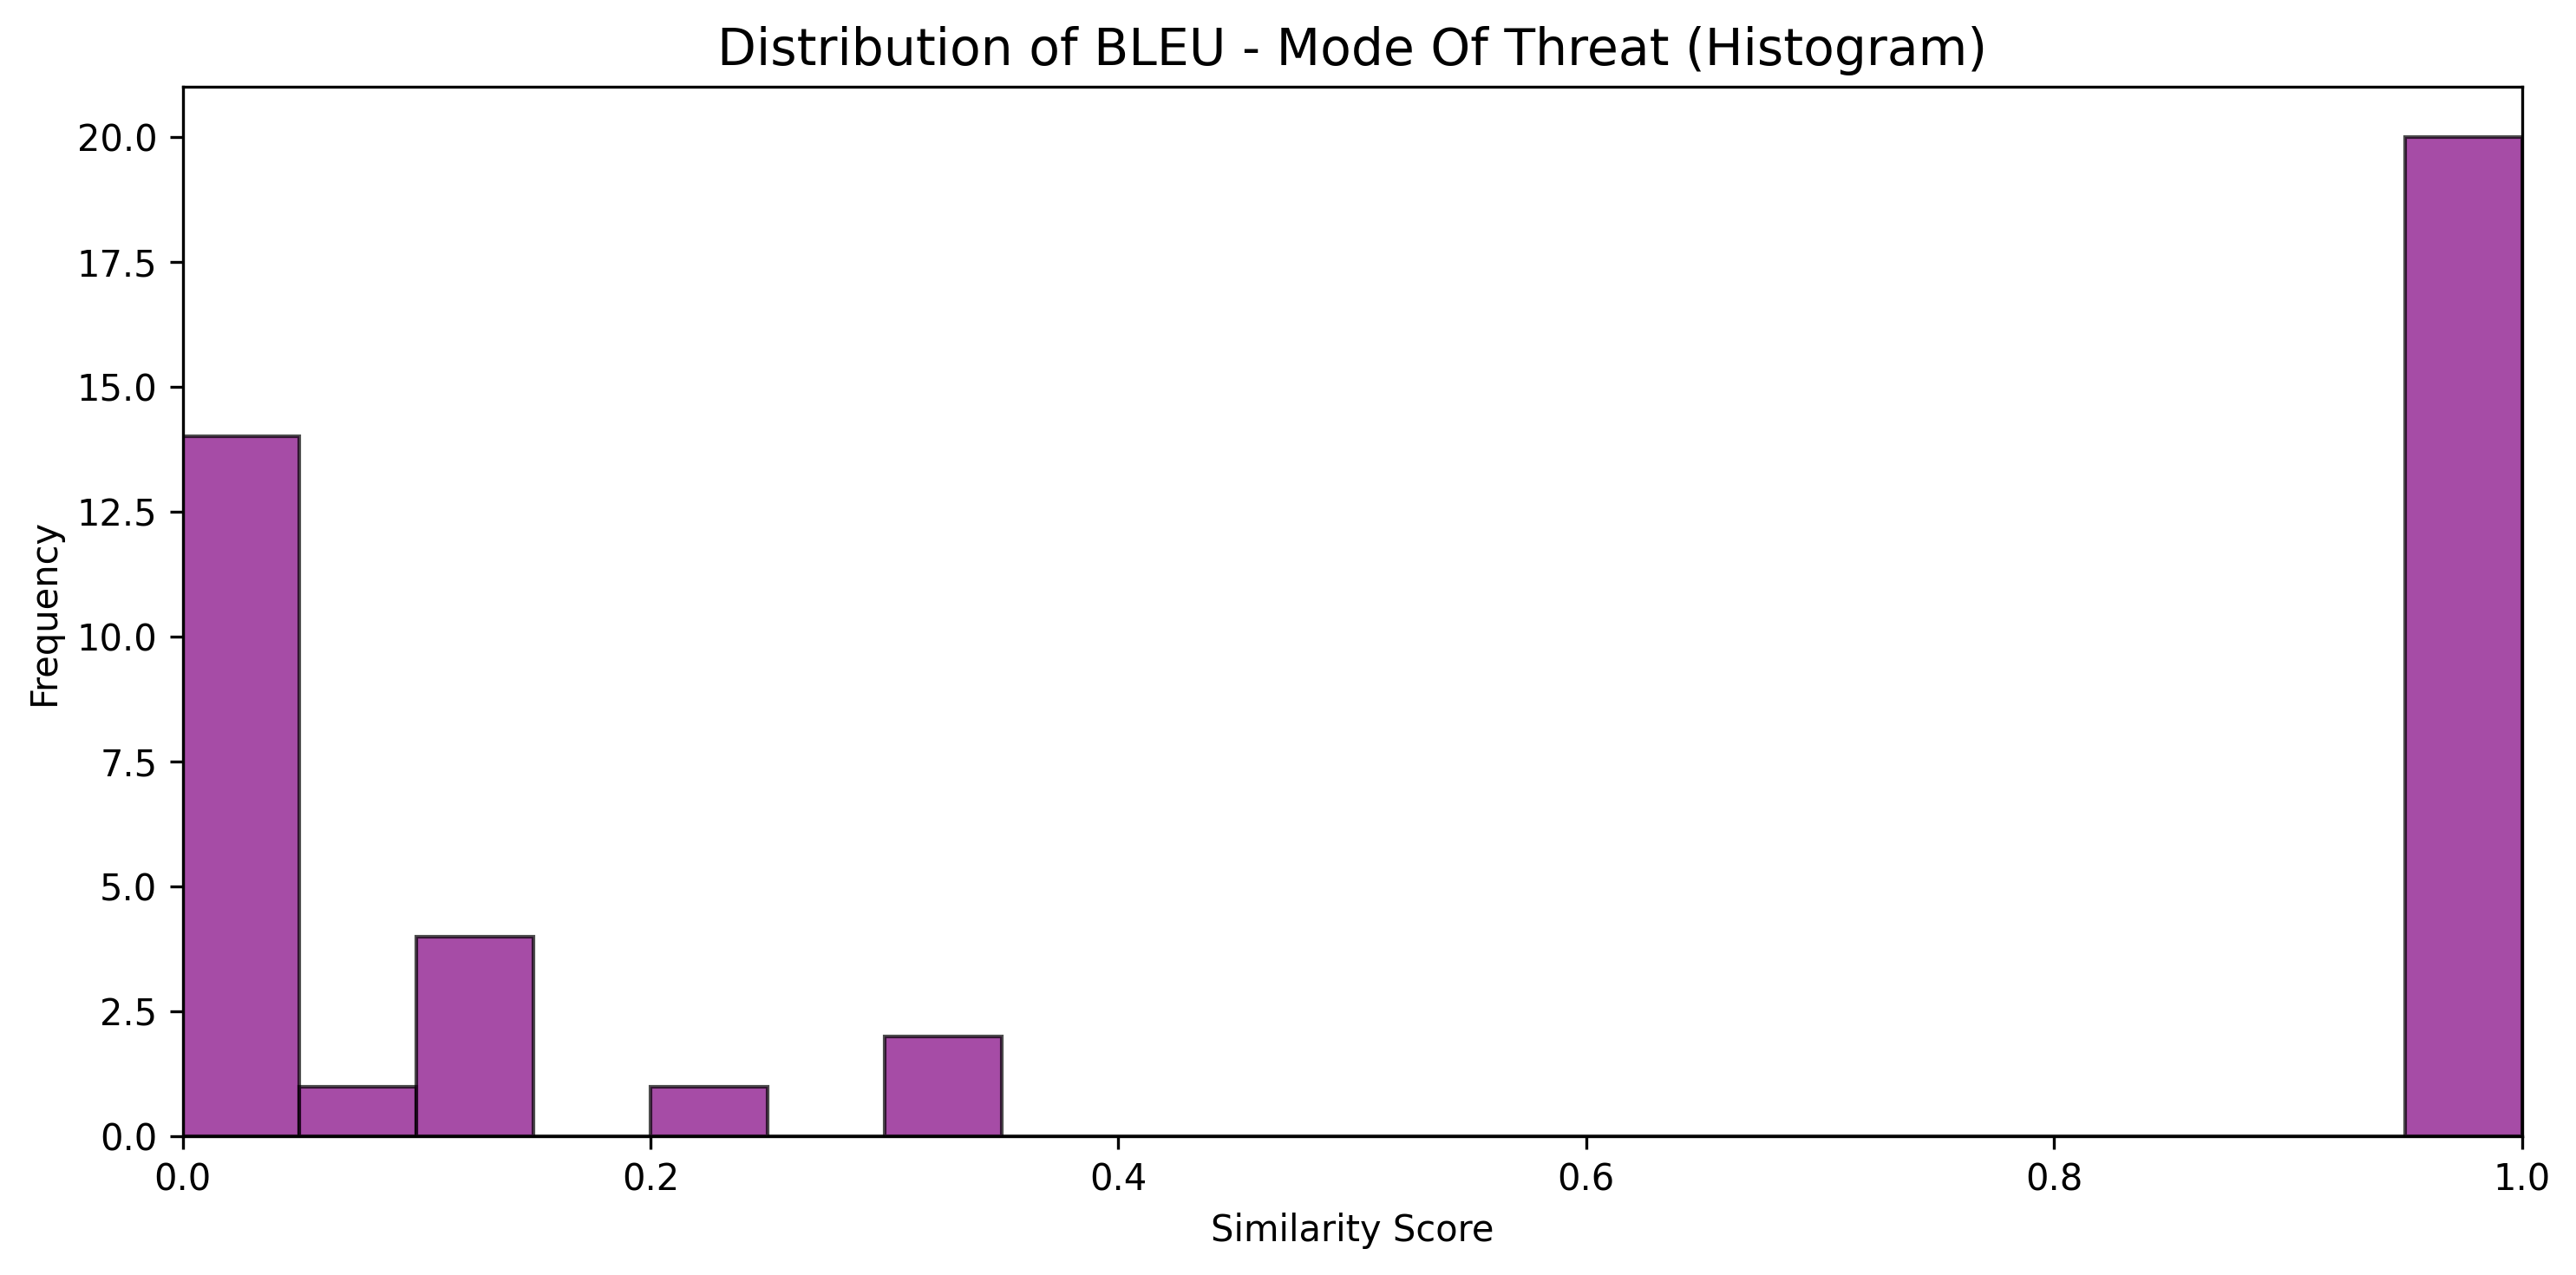 Distribution of BLEU - Mode Of Threat (Histogram)
20.0
17.5
15.0
12.5
10.0
7.5
5.0
2.5
0.0
Frequency
0.0 0.2 0.4 0.6 0.8 1.0
Similarity Score